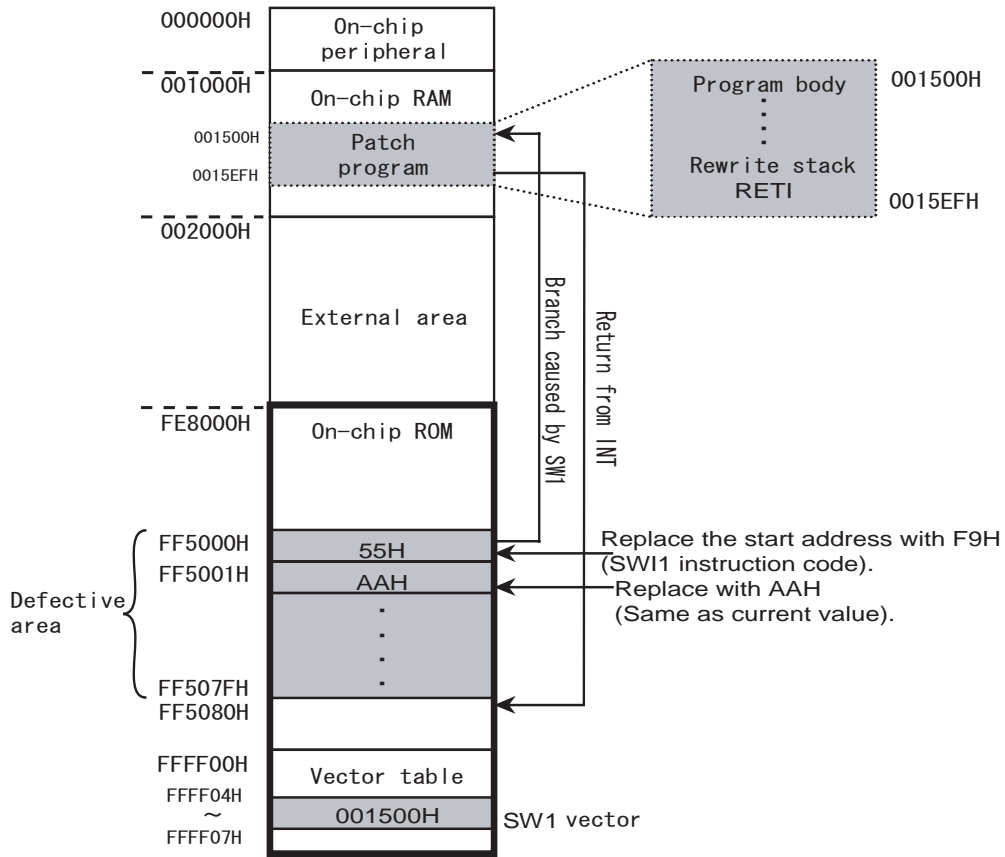 000000H
On-chip
peripheral
001000H
On-chip RAM
001500H
Patch
program
0015EFH
Program body
Rewrite stack
RETI
001500H
0015EFH
002000H
External area
Branch caused by SW1
Return from INT
FE8000H
On-chip ROM
FF5000H
55H
Replace the start address with F9H
(SWI1 instruction code).
FF5001H
AAH
Replace with AAH
(Same as current value).
Defective
area
FF507FH
FF5080H
FFFF00H
Vector table
FFFF04H
~
FFFF07H
001500H
SW1 vector